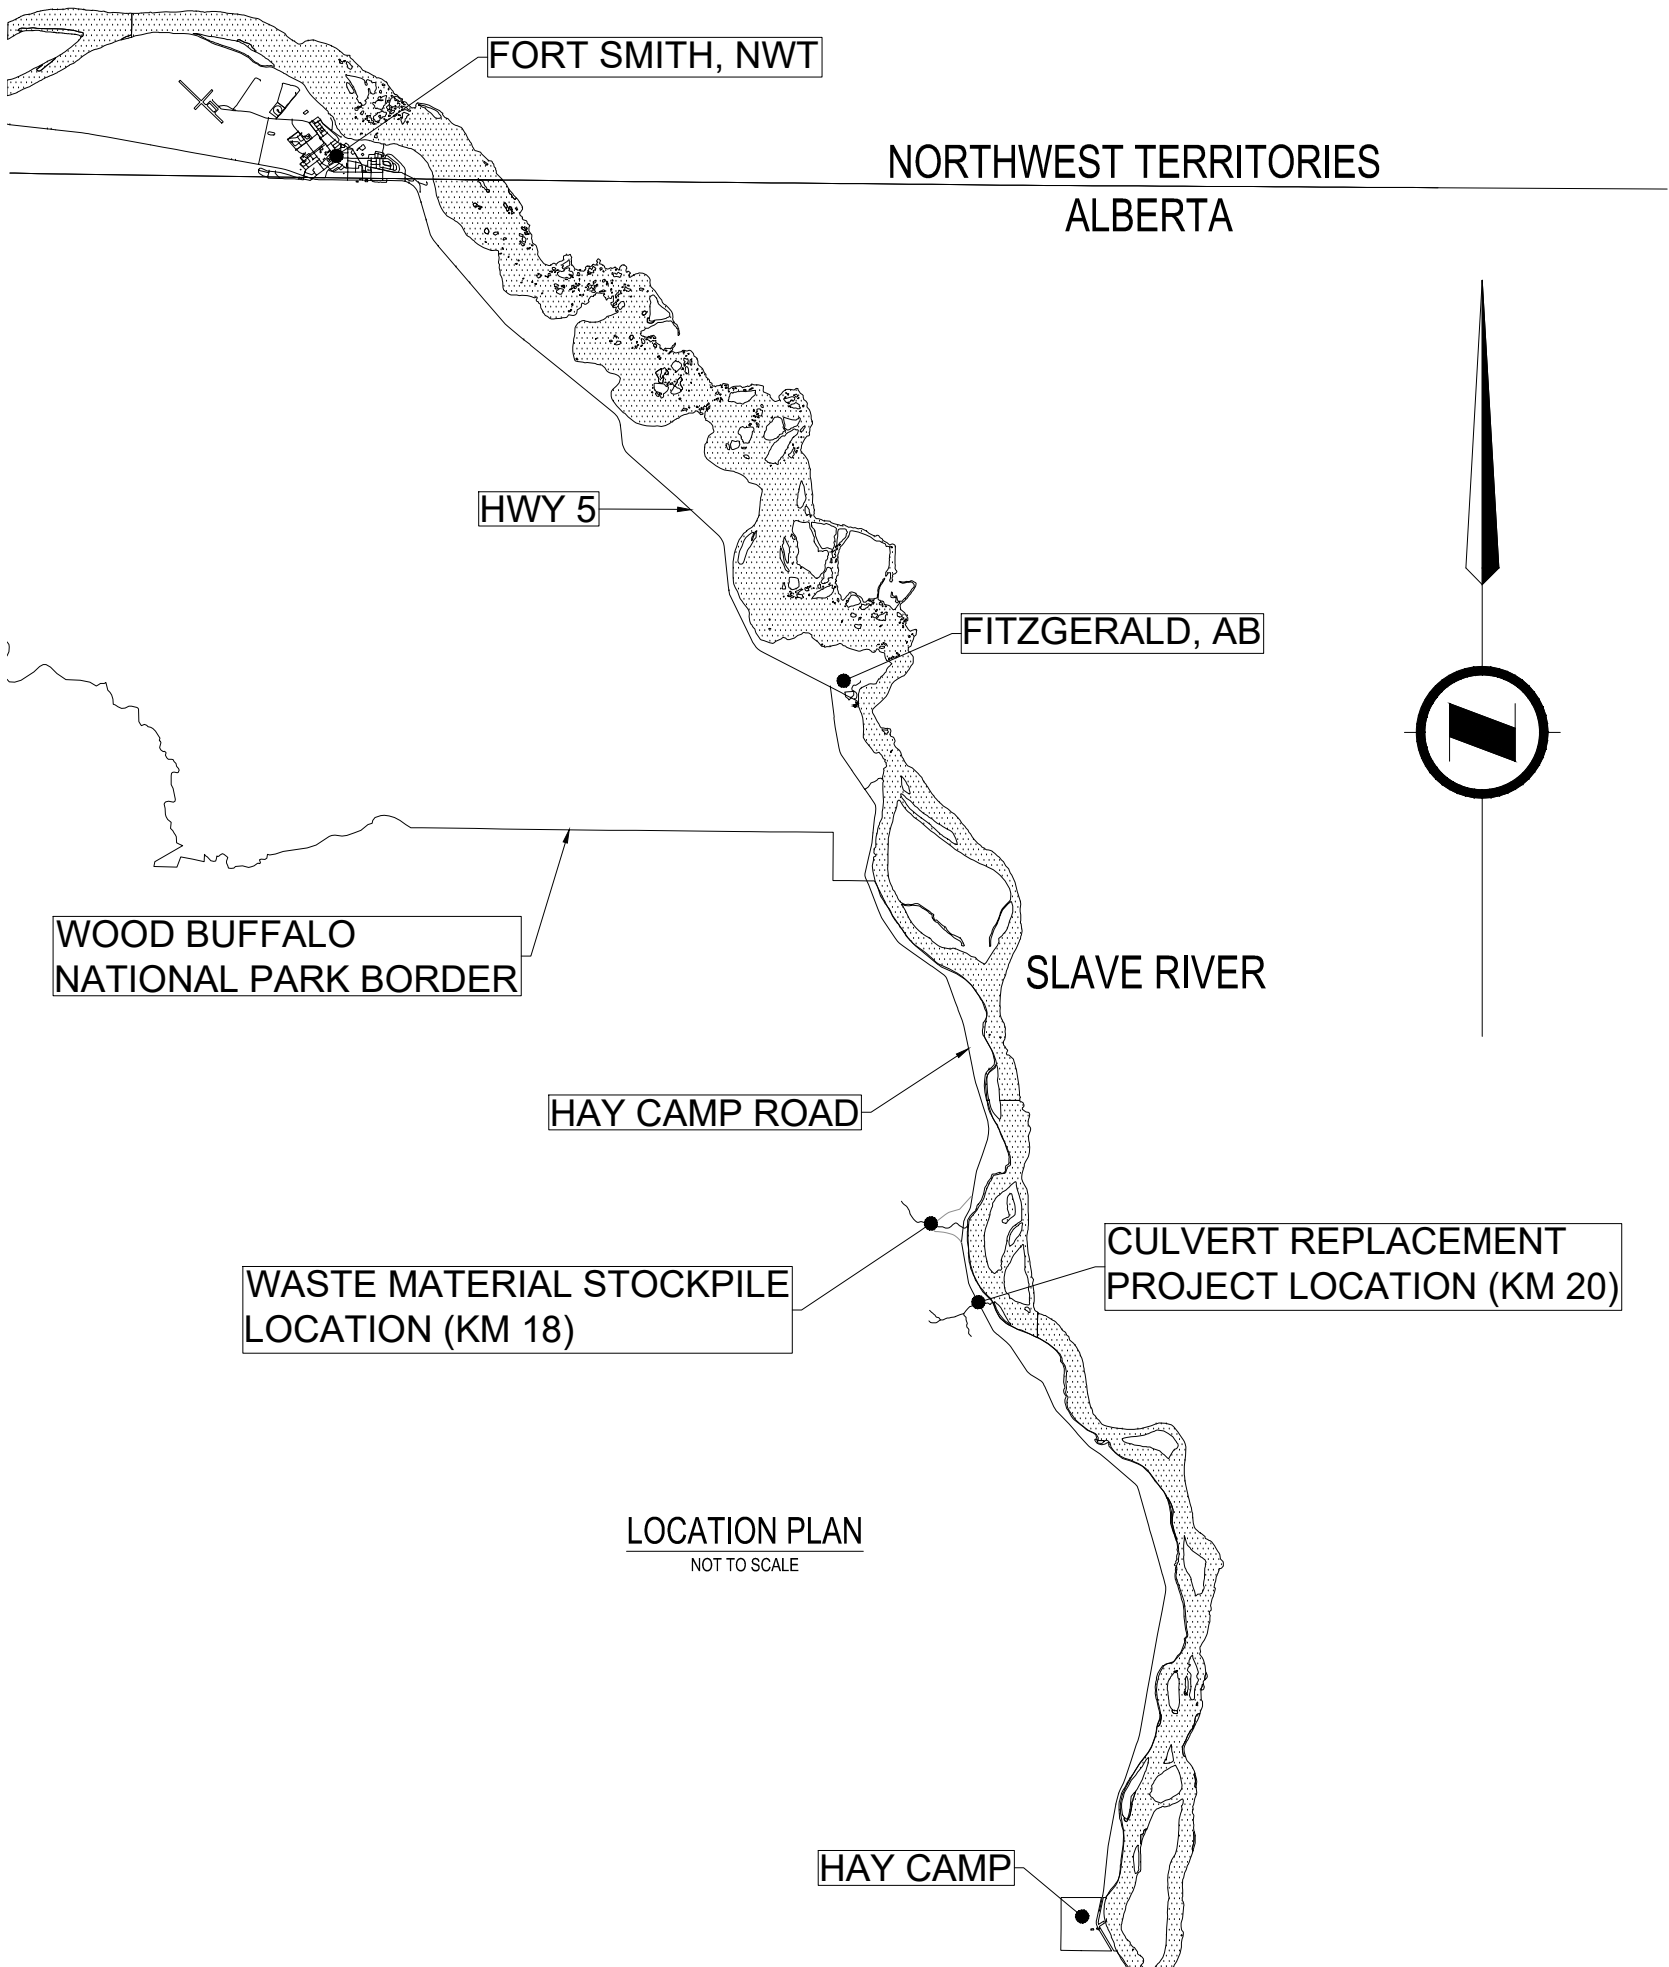 FORT SMITH, NWT
NORTHWEST TERRITORIES
ALBERTA
HWY 5
FITZGERALD, AB
WOOD BUFFALO
NATIONAL PARK BORDER
SLAVE RIVER
HAY CAMP ROAD
CULVERT REPLACEMENT
PROJECT LOCATION (KM 20)
WASTE MATERIAL STOCKPILE
LOCATION (KM 18)
LOCATION PLAN
NOT TO SCALE
HAY CAMP